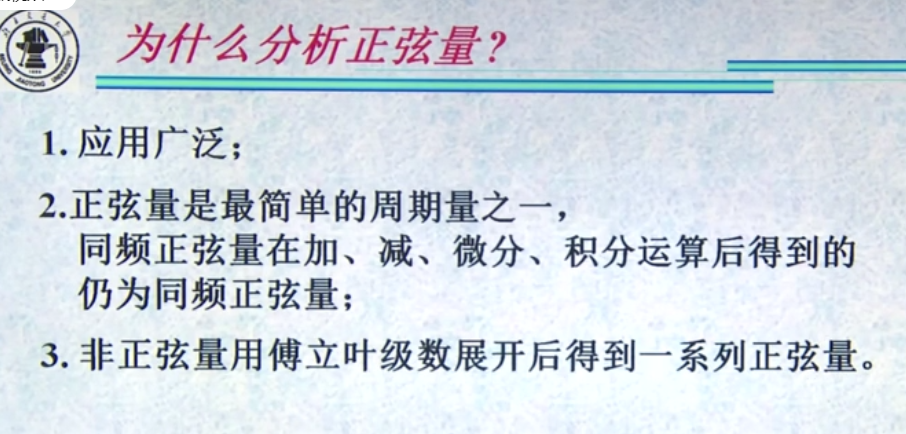 为什么分析正弦量?
1. 应用广泛；
2.正弦量是最简单的周期量之一，
同频正弦量在加、减、微分、积分运算后得到的
仍为同频正弦量；
3. 非正弦量用傅立叶级数展开后得到一系列正弦量。